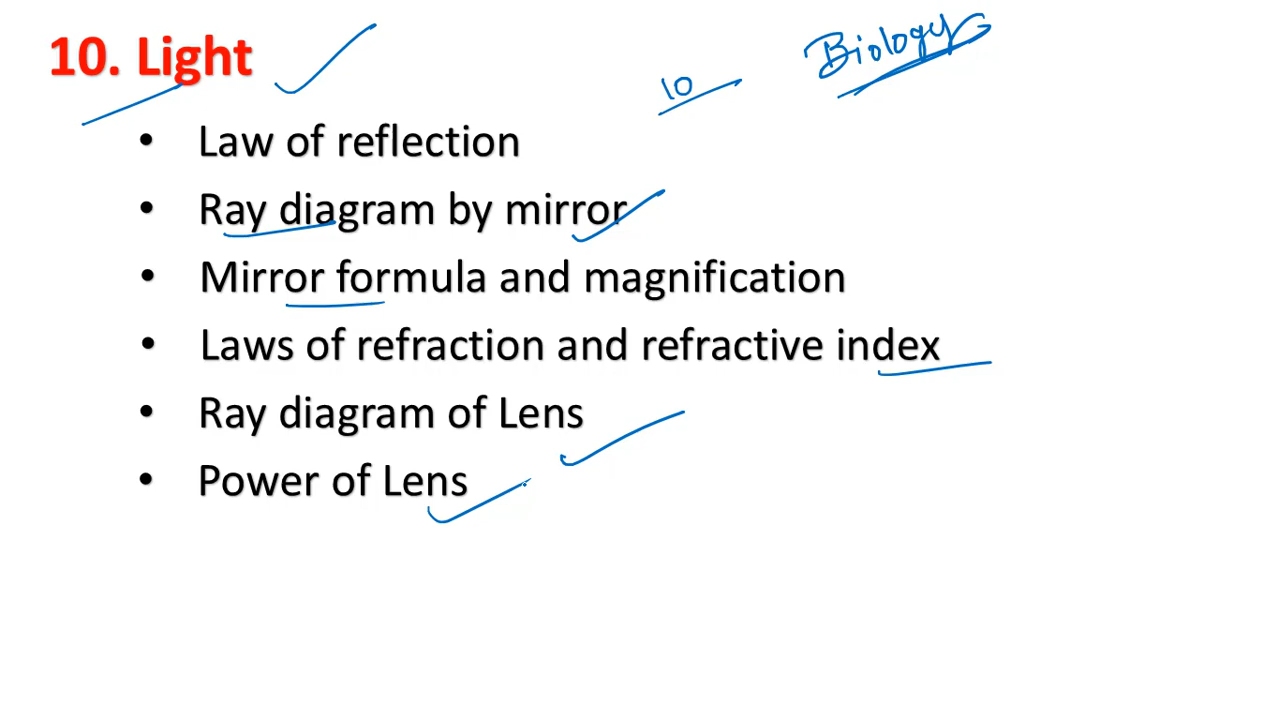 10. Light
Biology
10
• Law of reflection
• Ray diagram by mirror
• Mirror formula and magnification
• Laws of refraction and refractive index
• Ray diagram of Lens
• Power of Lens